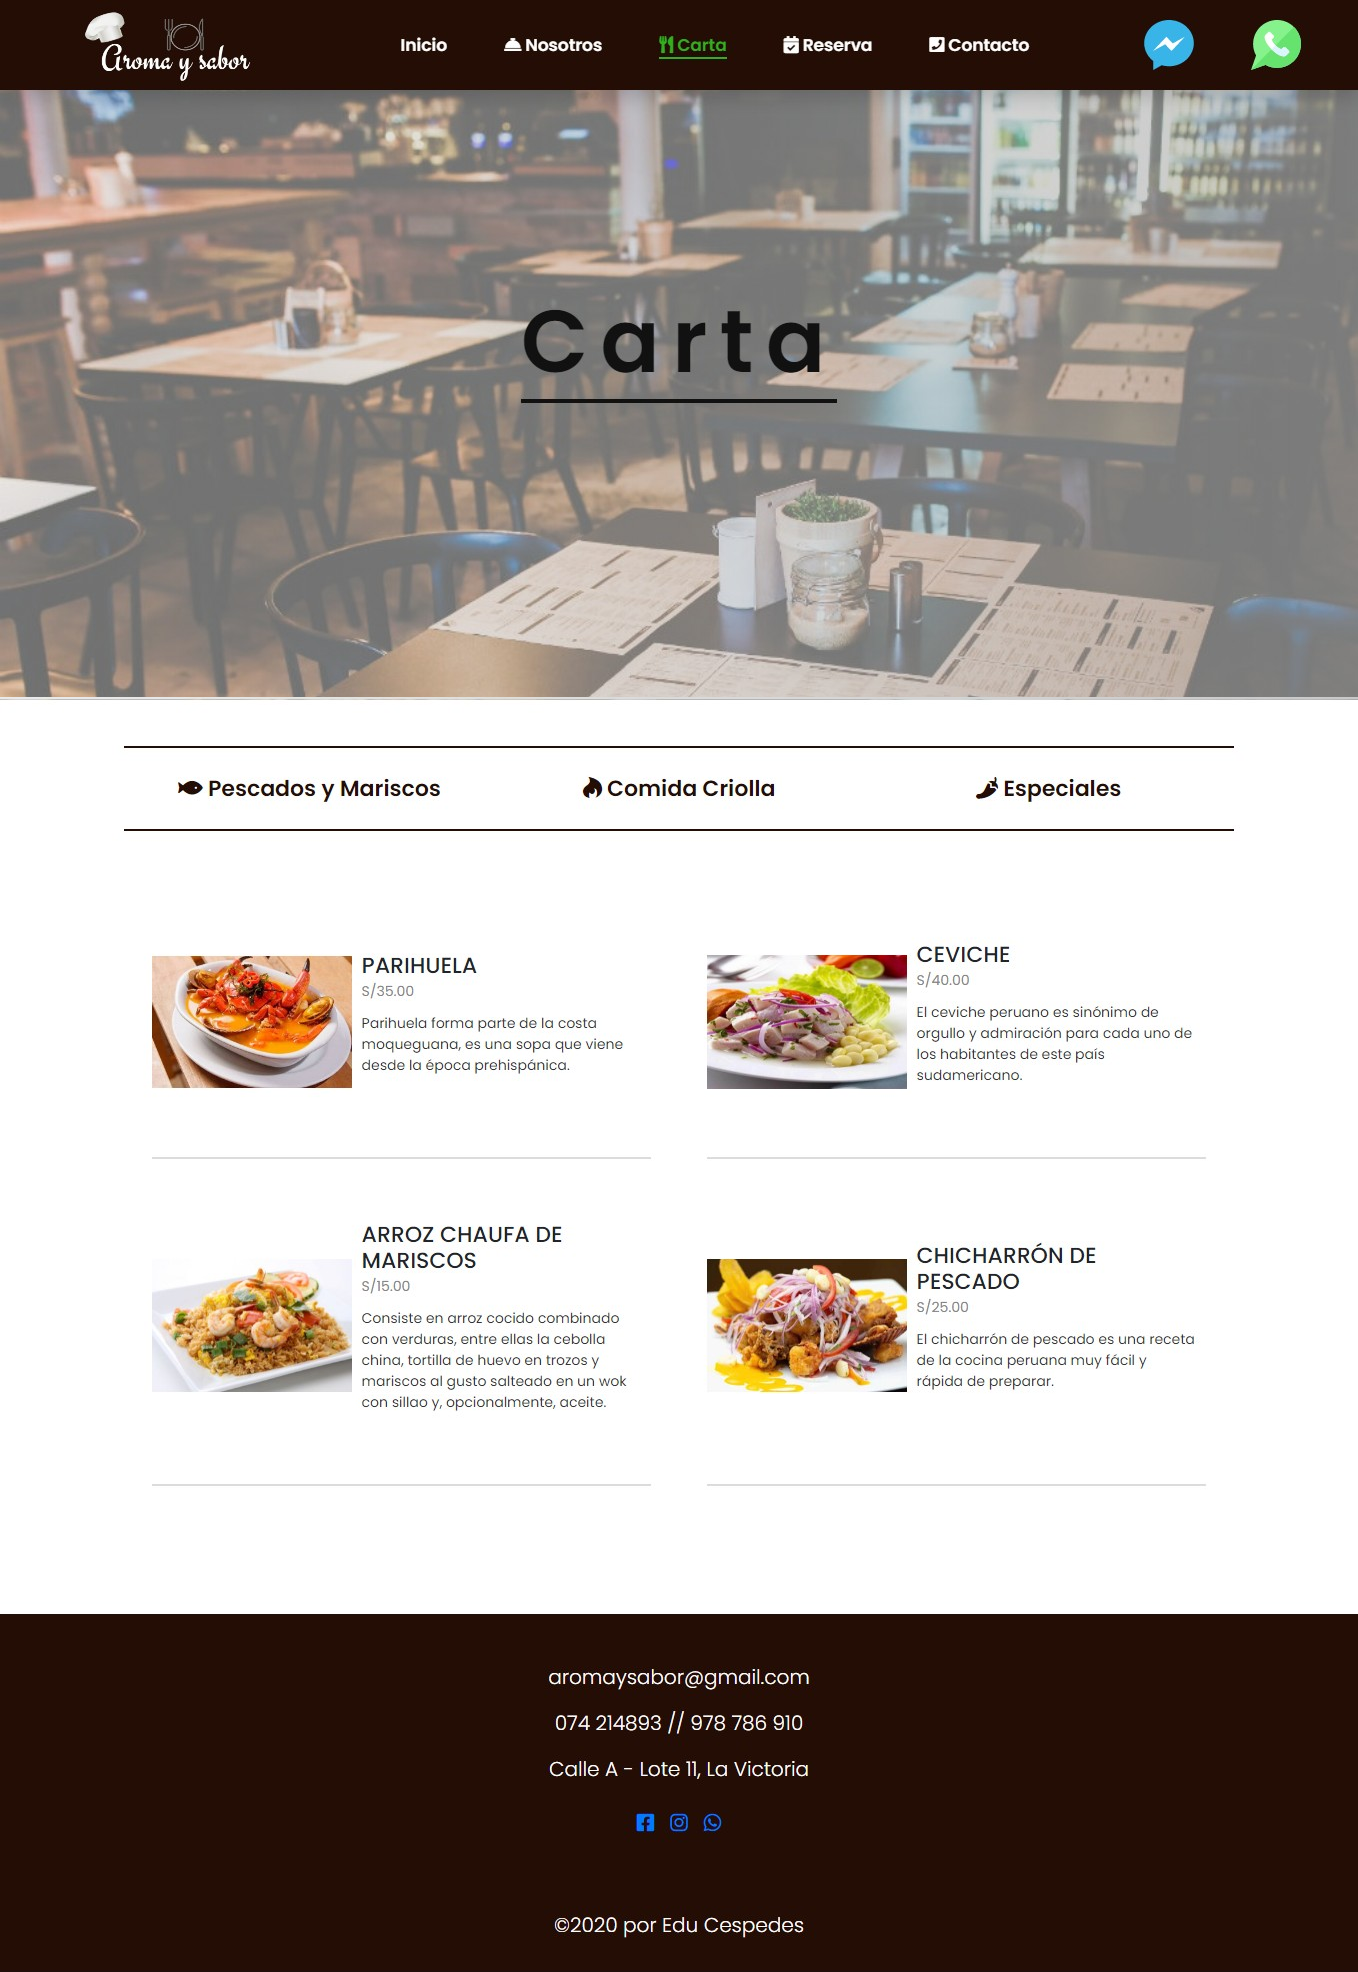 Aroma y sabor
Inicio
Nosotros
Carta
Reserva
Contacto
Carta
Pescados y Mariscos
Comida Criolla
Especiales
PARIHUELA
S/35.00
Parihuela forma parte de la costa
moqueguana, es una sopa que viene
desde la época prehispánica.
CEVICHE
S/40.00
El ceviche peruano es sinónimo de
orgullo y admiración para cada uno de
los habitantes de este país
sudamericano.
ARROZ CHAUFA DE
MARISCOS
S/15.00
Consiste en arroz cocido combinado
con verduras, entre ellas la cebolla
china, tortilla de huevo en trozos y
mariscos al gusto salteado en un wok
con sillao y, opcionalmente, aceite.
CHICHARRÓN DE
PESCADO
S/25.00
El chicharrón de pescado es una receta
de la cocina peruana muy fácil y
rápida de preparar.
aromaysabor@gmail.com
074 214893 // 978 786 910
Calle A - Lote 11, La Victoria
©2020 por Edu Cespedes